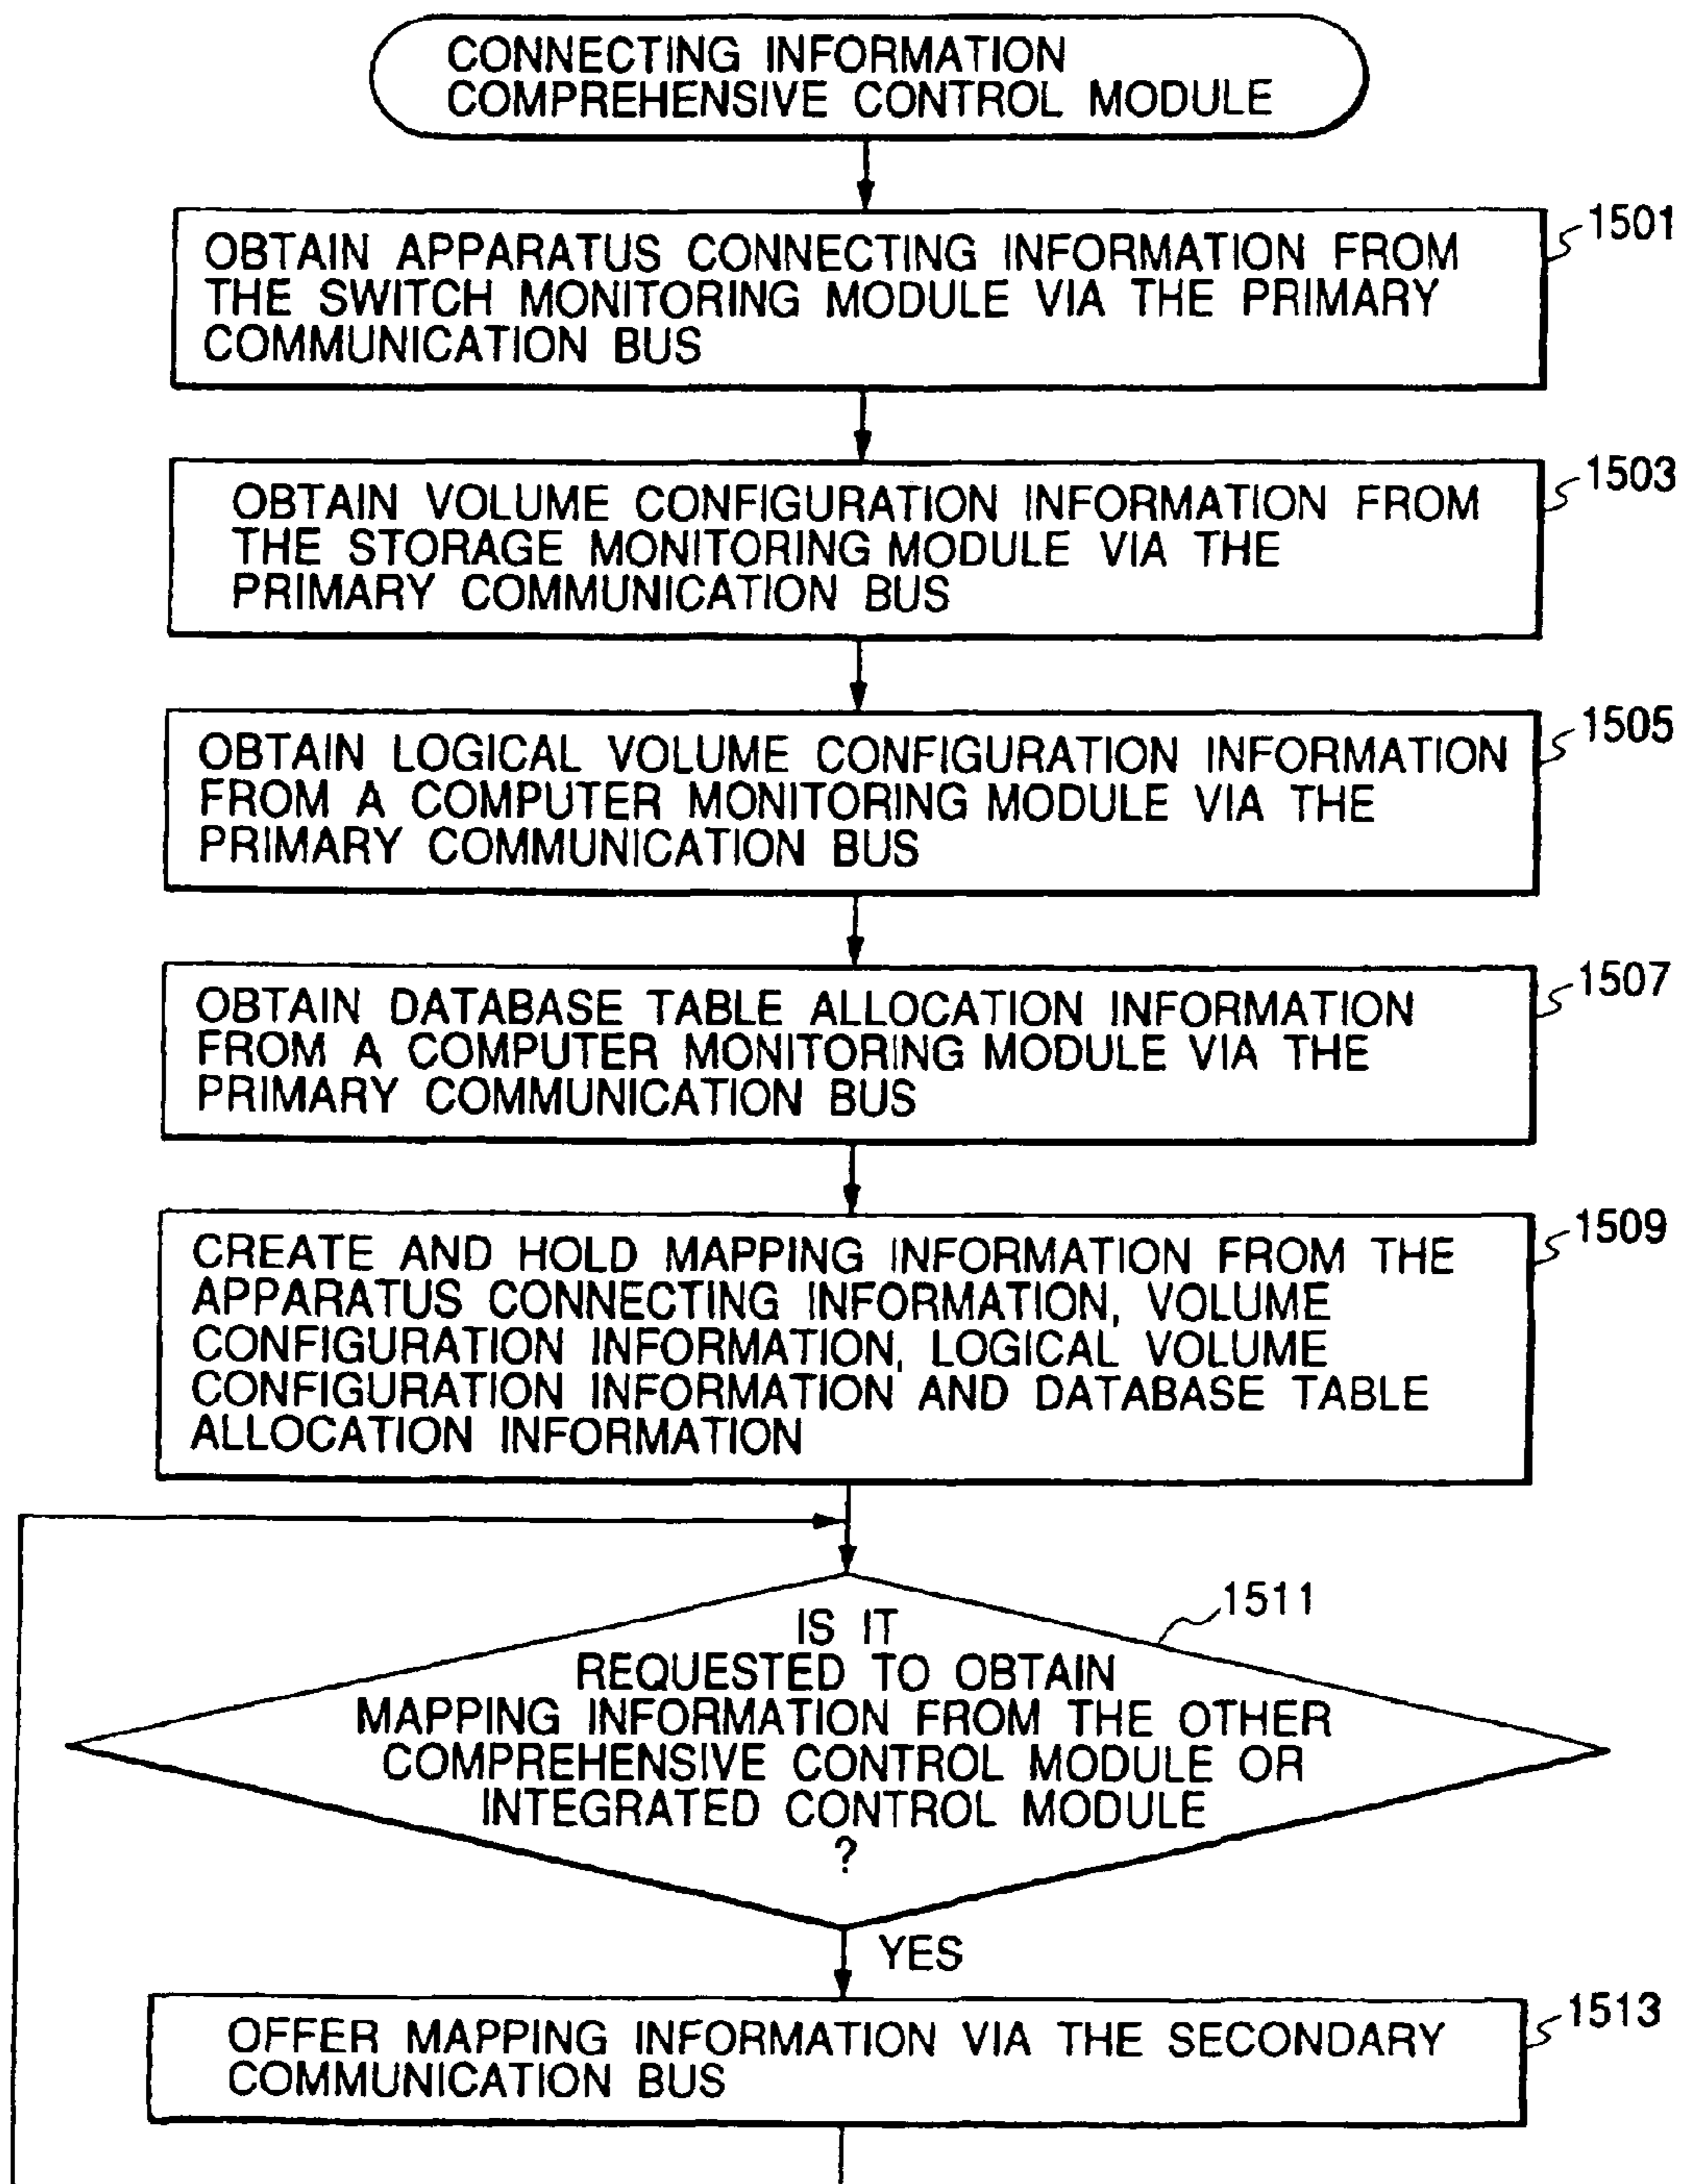 CONNECTING INFORMATION
COMPREHENSIVE CONTROL MODULE
1501
OBTAIN APPARATUS CONNECTING INFORMATION FROM
THE SWITCH MONITORING MODULE VIA THE PRIMARY
COMMUNICATION BUS
1503
OBTAIN VOLUME CONFIGURATION INFORMATION FROM
THE STORAGE MONITORING MODULE VIA THE
PRIMARY COMMUNICATION BUS
1505
OBTAIN LOGICAL VOLUME CONFIGURATION INFORMATION
FROM A COMPUTER MONITORING MODULE VIA THE
PRIMARY COMMUNICATION BUS
1507
OBTAIN DATABASE TABLE ALLOCATION INFORMATION
FROM A COMPUTER MONITORING MODULE VIA THE
PRIMARY COMMUNICATION BUS
1509
CREATE AND HOLD MAPPING INFORMATION FROM THE
APPARATUS CONNECTING INFORMATION, VOLUME
CONFIGURATION INFORMATION, LOGICAL VOLUME
CONFIGURATION INFORMATION AND DATABASE TABLE
ALLOCATION INFORMATION
1511
IS IT
REQUESTED TO OBTAIN
MAPPING INFORMATION FROM THE OTHER
COMPREHENSIVE CONTROL MODULE OR
INTEGRATED CONTROL MODULE
?
YES
1513
OFFER MAPPING INFORMATION VIA THE SECONDARY
COMMUNICATION BUS